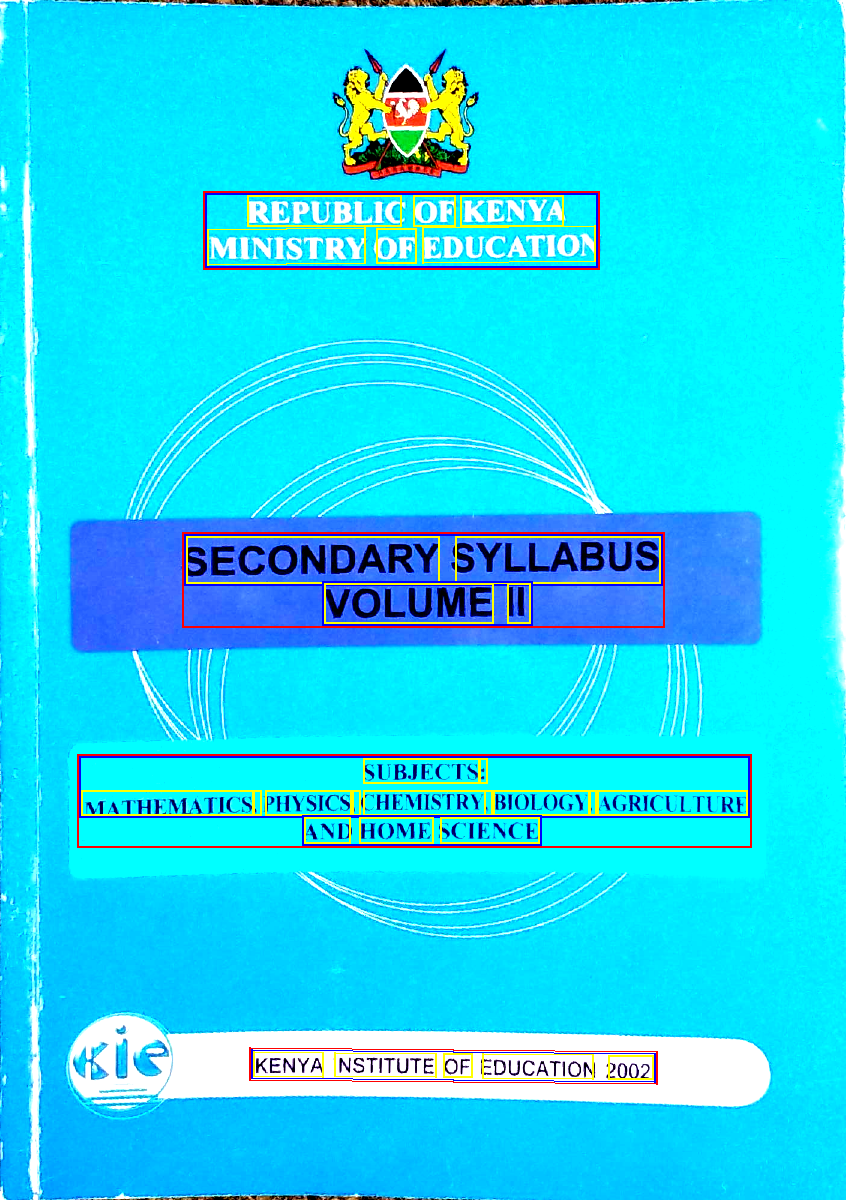 REPUBLIC OF KENYA
MINISTRY OF EDUCATION
SECONDARY SYLLABUS
VOLUME II
SUBJECTS:
MATHEMATICS, PHYSICS, CHEMISTRY, BIOLOGY, AGRICULTURE
AND HOME SCIENCE
kie
KENYA INSTITUTE OF EDUCATION 2002